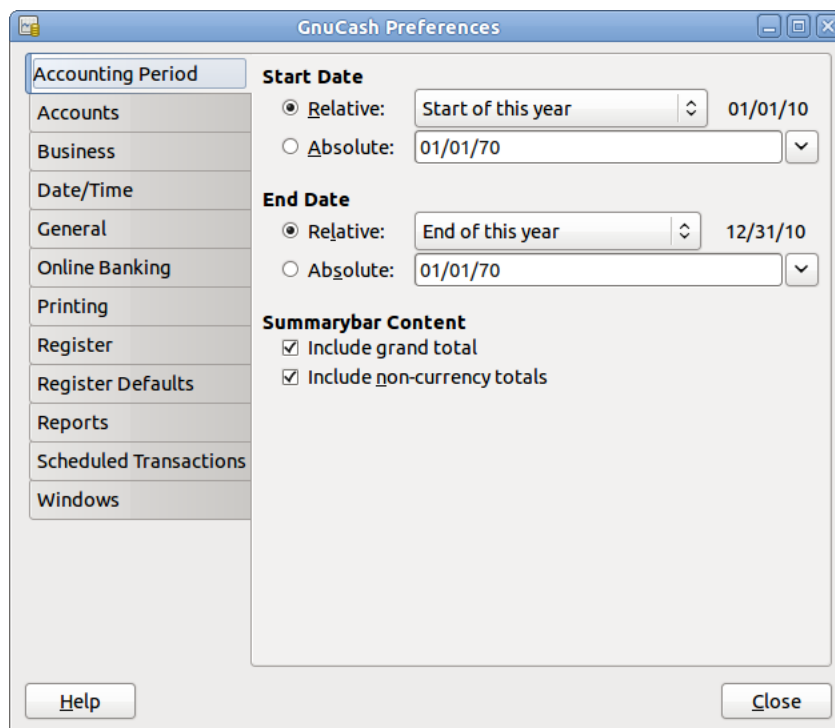 GnuCash Preferences
Accounting Period
Accounts
Business
Date/Time
General
Online Banking
Printing
Register
Register Defaults
Reports
Scheduled Transactions
Windows
Start Date
Relative: Start of this year 01/01/10
Absolute: 01/01/70
End Date
Relative: End of this year 12/31/10
Absolute: 01/01/70
Summarybar Content
Include grand total
Include non-currency totals
Help Close